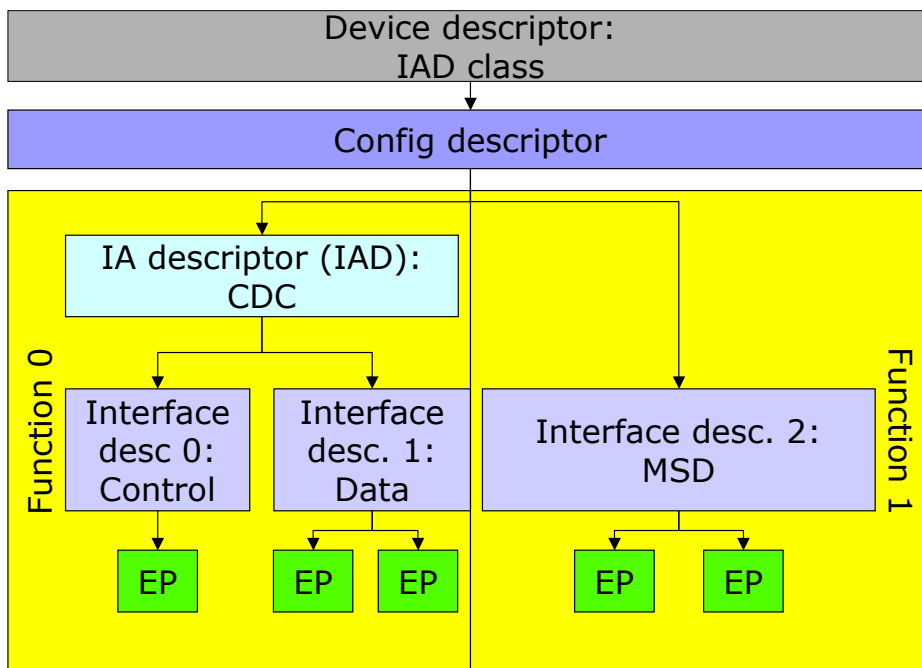 Device descriptor:
IAD class
Config descriptor
IA descriptor (IAD):
CDC
Function 0
Function 1
Interface
desc 0:
Control
Interface
desc. 1:
Data
Interface desc. 2:
MSD
EP
EP
EP
EP
EP